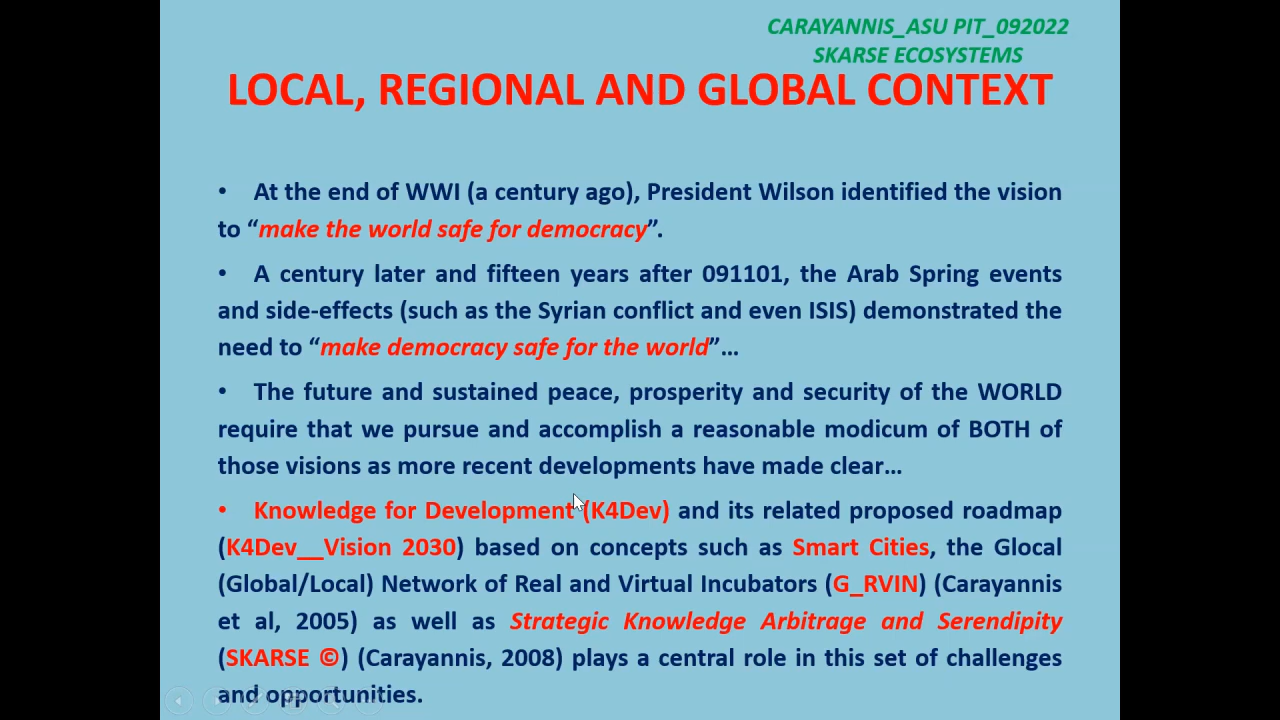 CARAYANNIS_ASU PIT_092022
SKARSE ECOSYSTEMS
LOCAL, REGIONAL AND GLOBAL CONTEXT
• At the end of WWI (a century ago), President Wilson identified the vision
to “make the world safe for democracy”.
• A century later and fifteen years after 091101, the Arab Spring events
and side-effects (such as the Syrian conflict and even ISIS) demonstrated the
need to “make democracy safe for the world”…
• The future and sustained peace, prosperity and security of the WORLD
require that we pursue and accomplish a reasonable modicum of BOTH of
those visions as more recent developments have made clear…
• Knowledge for Development (K4Dev) and its related proposed roadmap
(K4Dev__Vision 2030) based on concepts such as Smart Cities, the Glocal
(Global/Local) Network of Real and Virtual Incubators (G_RVIN) (Carayannis
et al, 2005) as well as Strategic Knowledge Arbitrage and Serendipity
(SKARSE ©) (Carayannis, 2008) plays a central role in this set of challenges
and opportunities.